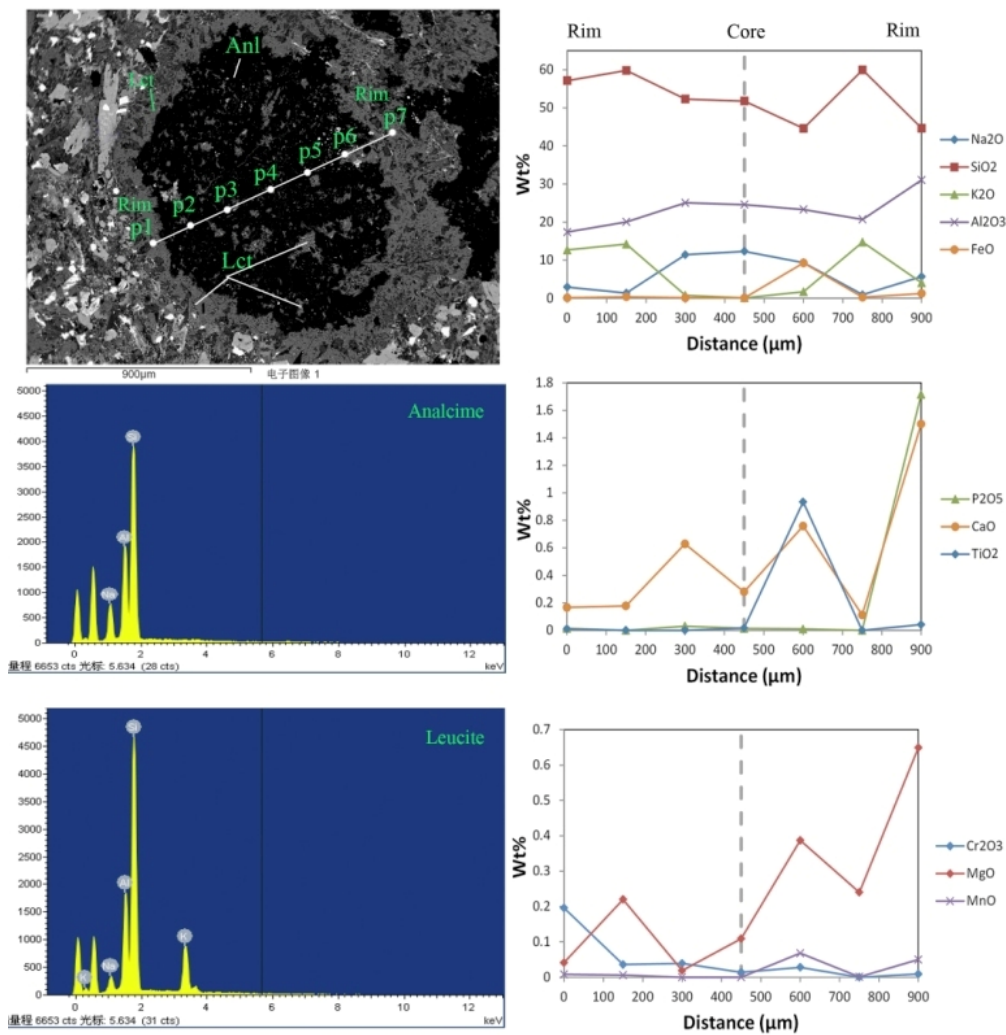 Anl
Lct
Rim
p7
p6
p5
p4
p3
p2
Rim
p1
Lct
900μm
电子图像 1
Rim Core Rim
60
50
40
30
20
10
0
Wt%
0 100 200 300 400 500 600 700 800 900
Distance (μm)
Na2O
SiO2
K2O
Al2O3
FeO
5000
4500
4000
3500
3000
2500
2000
1500
1000
500
0
Analcime
Si
Al
Na
0 2 4 6 8 10 12
量程 6653 cts 光标: 5.634 (28 cts)
keV
1.8
1.6
1.4
1.2
1
0.8
0.6
0.4
0.2
0
Wt%
0 100 200 300 400 500 600 700 800 900
Distance (μm)
P2O5
CaO
TiO2
5000
4500
4000
3500
3000
2500
2000
1500
1000
500
0
Leucite
Si
Al
K
Na
K
0 2 4 6 8 10 12
量程 6653 cts 光标: 5.634 (31 cts)
keV
0.7
0.6
0.5
0.4
0.3
0.2
0.1
0
Wt%
0 100 200 300 400 500 600 700 800 900
Distance (μm)
Cr2O3
MgO
MnO